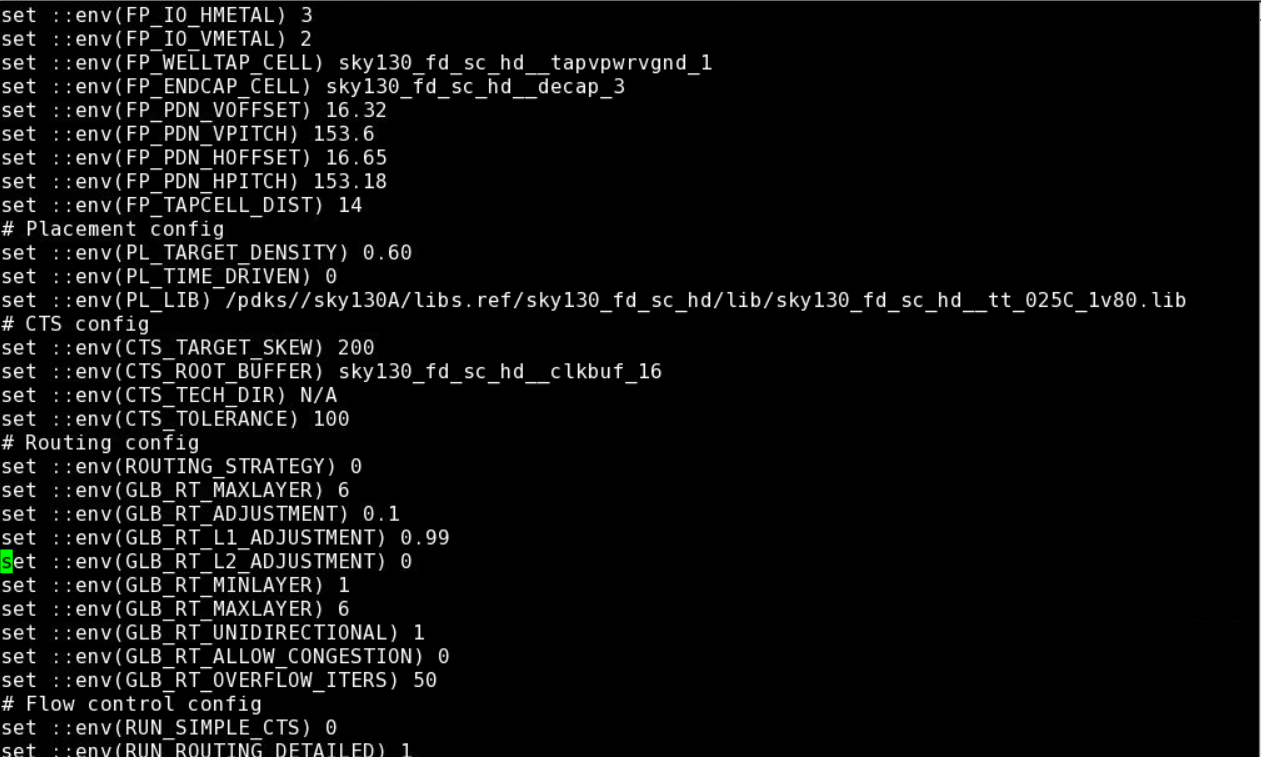 set ::env(FP_IO_HMETAL) 3
set ::env(FP_IO_VMETAL) 2
set ::env(FP_WELLTAP_CELL) sky130_fd_sc_hd__tapvpwrvgnd_1
set ::env(FP_ENDCAP_CELL) sky130_fd_sc_hd__decap_3
set ::env(FP_PDN_VOFFSET) 16.32
set ::env(FP_PDN_VPITCH) 153.6
set ::env(FP_PDN_HOFFSET) 16.65
set ::env(FP_PDN_HPITCH) 153.18
set ::env(FP_TAPCELL_DIST) 14
# Placement config
set ::env(PL_TARGET_DENSITY) 0.60
set ::env(PL_TIME_DRIVEN) 0
set ::env(PL_LIB) /pdks//sky130A/libs.ref/sky130_fd_sc_hd/lib/sky130_fd_sc_hd__tt_025C_1v80.lib
# CTS config
set ::env(CTS_TARGET_SKEW) 200
set ::env(CTS_ROOT_BUFFER) sky130_fd_sc_hd__clkbuf_16
set ::env(CTS_TECH_DIR) N/A
set ::env(CTS_TOLERANCE) 100
# Routing config
set ::env(ROUTING_STRATEGY) 0
set ::env(GLB_RT_MAXLAYER) 6
set ::env(GLB_RT_ADJUSTMENT) 0.1
set ::env(GLB_RT_L1_ADJUSTMENT) 0.99
set ::env(GLB_RT_L2_ADJUSTMENT) 0
set ::env(GLB_RT_MINLAYER) 1
set ::env(GLB_RT_MAXLAYER) 6
set ::env(GLB_RT_UNIDIRECTIONAL) 1
set ::env(GLB_RT_ALLOW_CONGESTION) 0
set ::env(GLB_RT_OVERFLOW_ITERS) 50
# Flow control config
set ::env(RUN_SIMPLE_CTS) 0
set ::env(RUN_ROUTING_DETAILED) 1